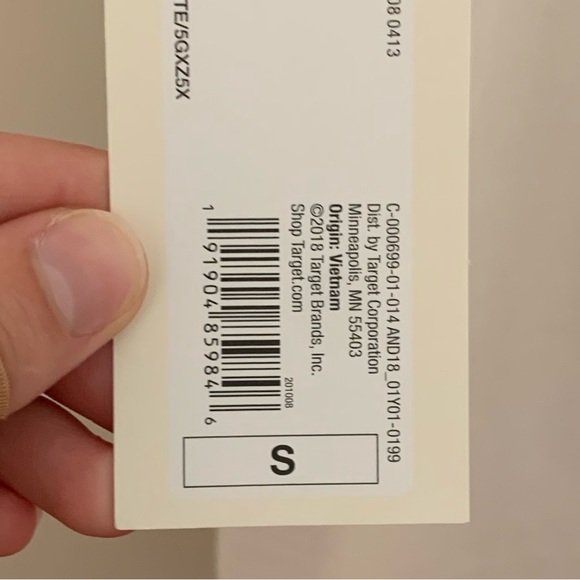 08 0413
TE/5GXZ5X
C-000699-01-014 AND18_01Y01-0199
Dist. by Target Corporation
Minneapolis, MN 55403
Origin: Vietnam
©2018 Target Brands, Inc.
Shop Target.com
201008
1 91904 85984 6
S